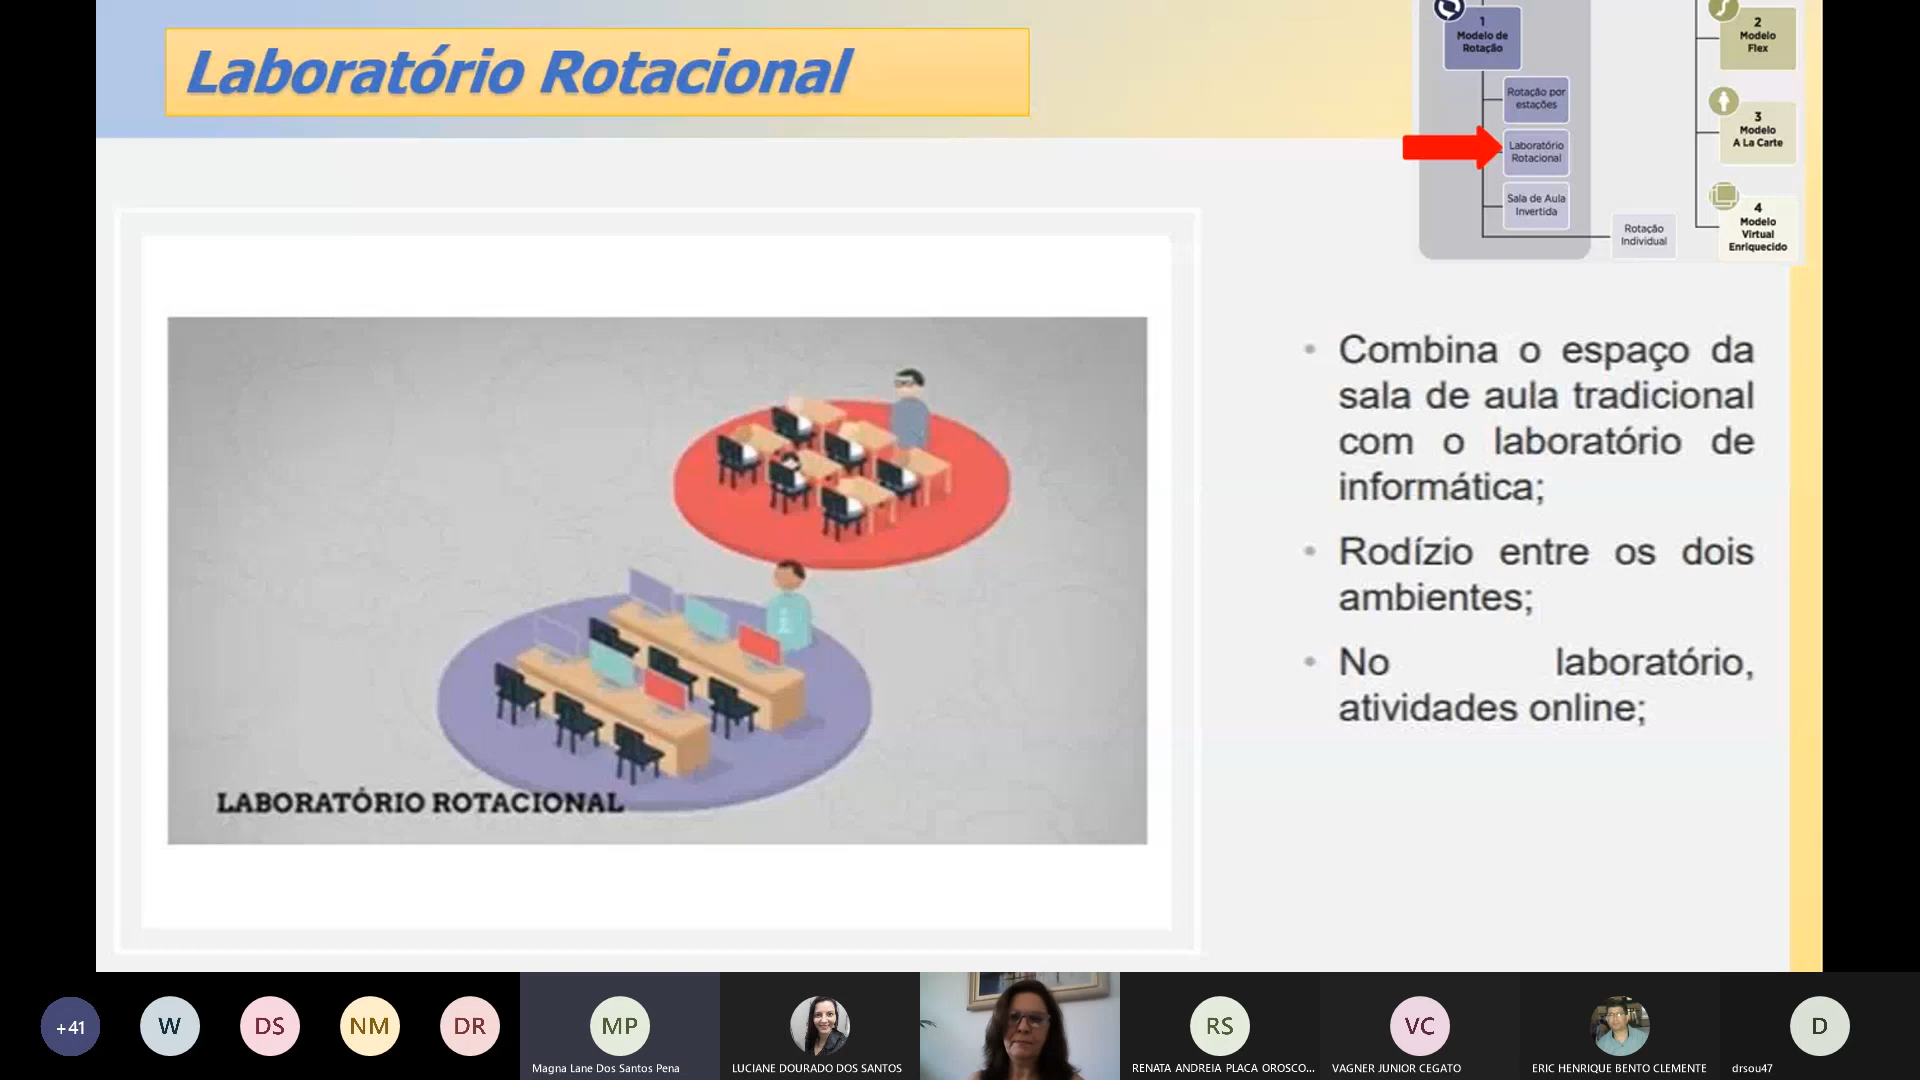 Laboratório Rotacional
1
Modelo de
Rotação
Rotação por
estações
Laboratório
Rotacional
Sala de Aula
Invertida
Rotação
Individual
2
Modelo
Flex
3
Modelo
A La Carte
4
Modelo
Virtual
Enriquecido
LABORATÓRIO ROTACIONAL
• Combina o espaço da
sala de aula tradicional
com o laboratório de
informática;
• Rodízio entre os dois
ambientes;
• No laboratório,
atividades online;
+41
W
DS
NM
DR
MP
Magna Lane Dos Santos Pena
LUCIANE DOURADO DOS SANTOS
RS
RENATA ANDREIA PLACA OROSCO...
VC
VAGNER JUNIOR CEGATO
ERIC HENRIQUE BENTO CLEMENTE
D
drsou47